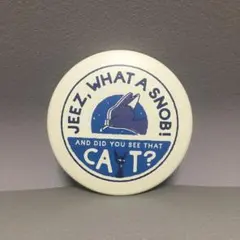 JEEZ, WHAT A SNOB!
AND DID YOU SEE THAT
CAT?